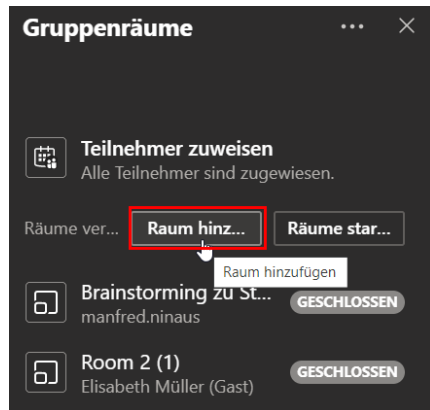 Gruppenräume
Teilnehmer zuweisen
Alle Teilnehmer sind zugewiesen.
Räume ver... Raum hinz... Räume star...
Raum hinzufügen
Brainstorming zu St... GESCHLOSSEN
manfred.ninaus
Room 2 (1) GESCHLOSSEN
Elisabeth Müller (Gast)